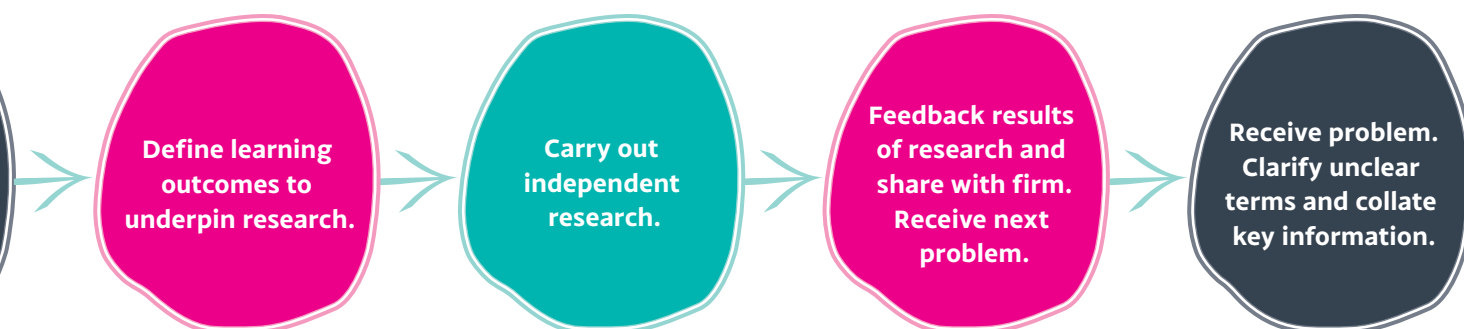 Define learning
outcomes to
underpin research.
Carry out
independent
research.
Feedback results
of research and
share with firm.
Receive next
problem.
Receive problem.
Clarify unclear
terms and collate
key information.